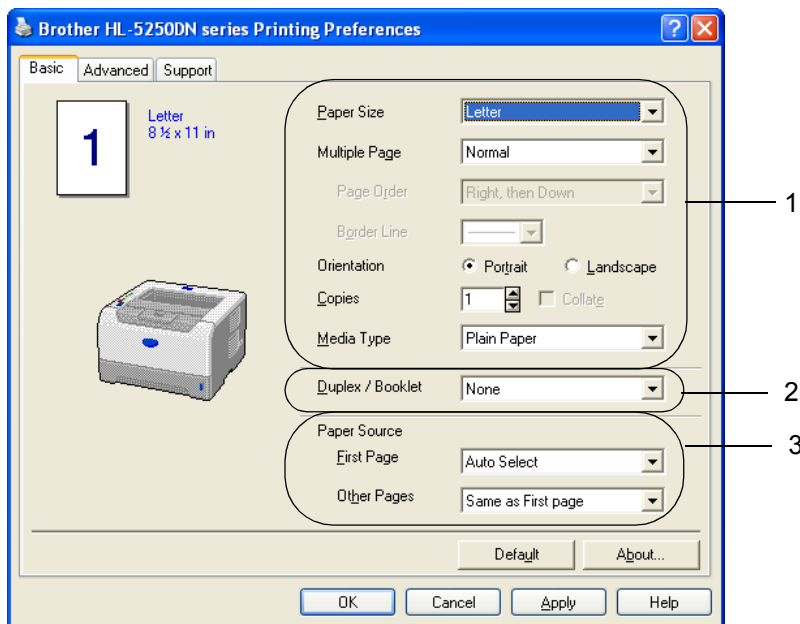 Brother HL-5250DN series Printing Preferences
Basic Advanced Support
1
Letter
8 ½ x 11 in
Paper Size Letter
Multiple Page Normal
Page Order Right, then Down
Border Line
Orientation Portrait Landscape
Copies 1 Collate
Media Type Plain Paper
1
Duplex / Booklet None
2
Paper Source
First Page Auto Select
Other Pages Same as First page
3
Default About...
OK Cancel Apply Help